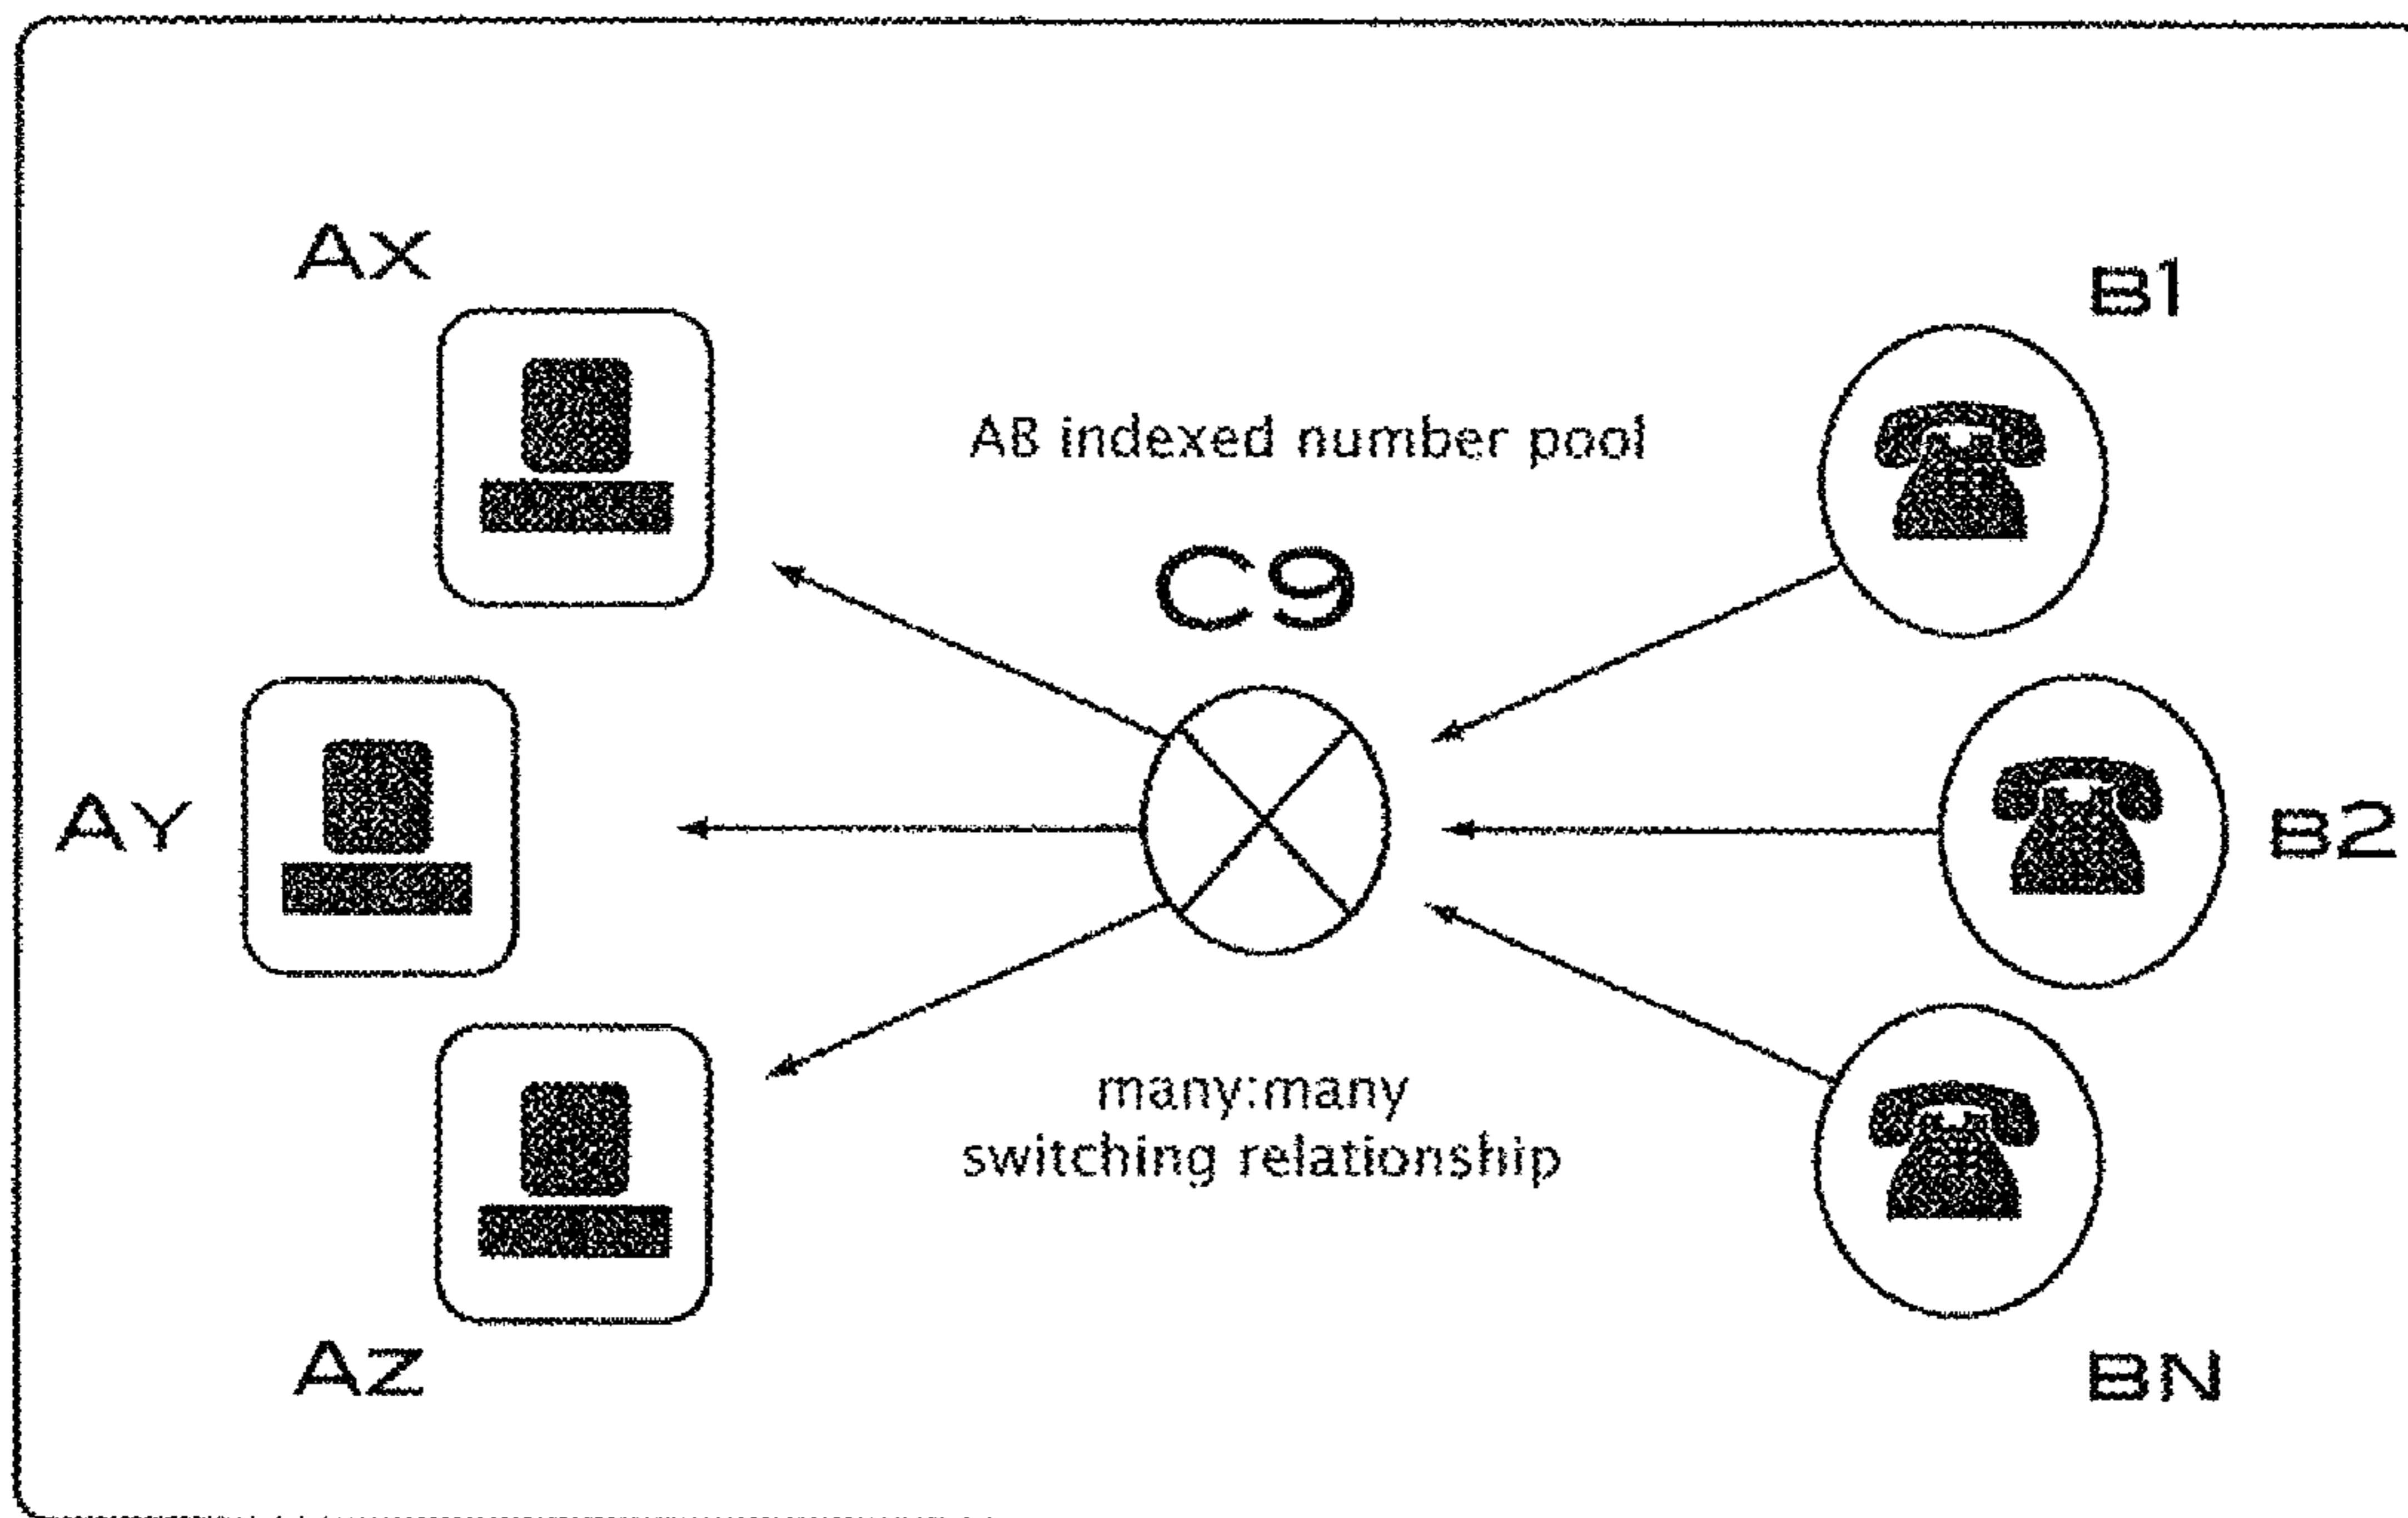 AX
B1
AB indexed number pool
C9
AY
B2
many:many
switching relationship
AZ
BN